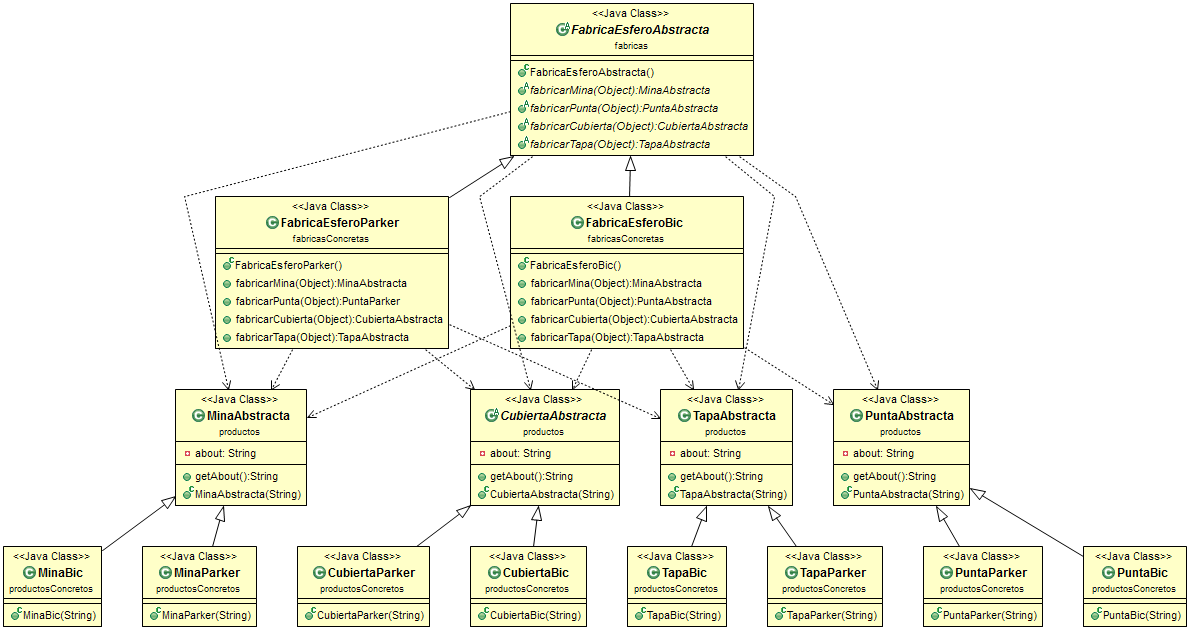 <<Java Class>>
FabricaEsferoAbstracta
fabricas
FabricaEsferoAbstracta()
fabricarMina(Object):MinaAbstracta
fabricarPunta(Object):PuntaAbstracta
fabricarCubierta(Object):CubiertaAbstracta
fabricarTapa(Object):TapaAbstracta
<<Java Class>>
FabricaEsferoParker
fabricasConcretas
FabricaEsferoParker()
fabricarMina(Object):MinaAbstracta
fabricarPunta(Object):PuntaParker
fabricarCubierta(Object):CubiertaAbstracta
fabricarTapa(Object):TapaAbstracta
<<Java Class>>
FabricaEsferoBic
fabricasConcretas
FabricaEsferoBic()
fabricarMina(Object):MinaAbstracta
fabricarPunta(Object):PuntaAbstracta
fabricarCubierta(Object):CubiertaAbstracta
fabricarTapa(Object):TapaAbstracta
<<Java Class>>
MinaAbstracta
productos
about: String
getAbout():String
MinaAbstracta(String)
<<Java Class>>
CubiertaAbstracta
productos
about: String
getAbout():String
CubiertaAbstracta(String)
<<Java Class>>
TapaAbstracta
productos
about: String
getAbout():String
TapaAbstracta(String)
<<Java Class>>
PuntaAbstracta
productos
about: String
getAbout():String
PuntaAbstracta(String)
<<Java Class>>
MinaBic
productosConcretos
MinaBic(String)
<<Java Class>>
MinaParker
productosConcretos
MinaParker(String)
<<Java Class>>
CubiertaParker
productosConcretos
CubiertaParker(String)
<<Java Class>>
CubiertaBic
productosConcretos
CubiertaBic(String)
<<Java Class>>
TapaBic
productosConcretos
TapaBic(String)
<<Java Class>>
TapaParker
productosConcretos
TapaParker(String)
<<Java Class>>
PuntaParker
productosConcretos
PuntaParker(String)
<<Java Class>>
PuntaBic
productosConcretos
PuntaBic(String)